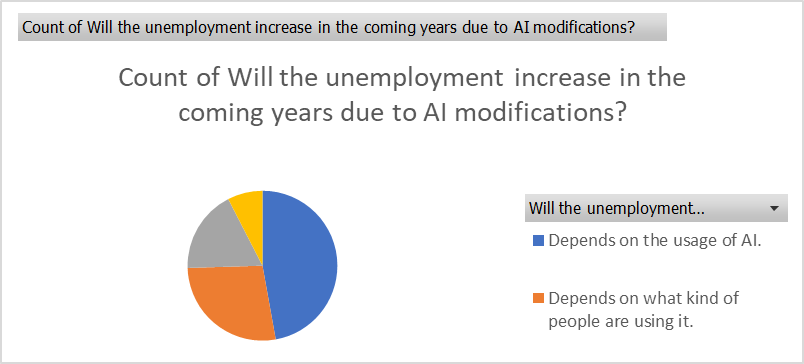 Count of Will the unemployment increase in the coming years due to AI modifications?
Count of Will the unemployment increase in the
coming years due to AI modifications?
Will the unemployment...
Depends on the usage of AI.
Depends on what kind of
people are using it.